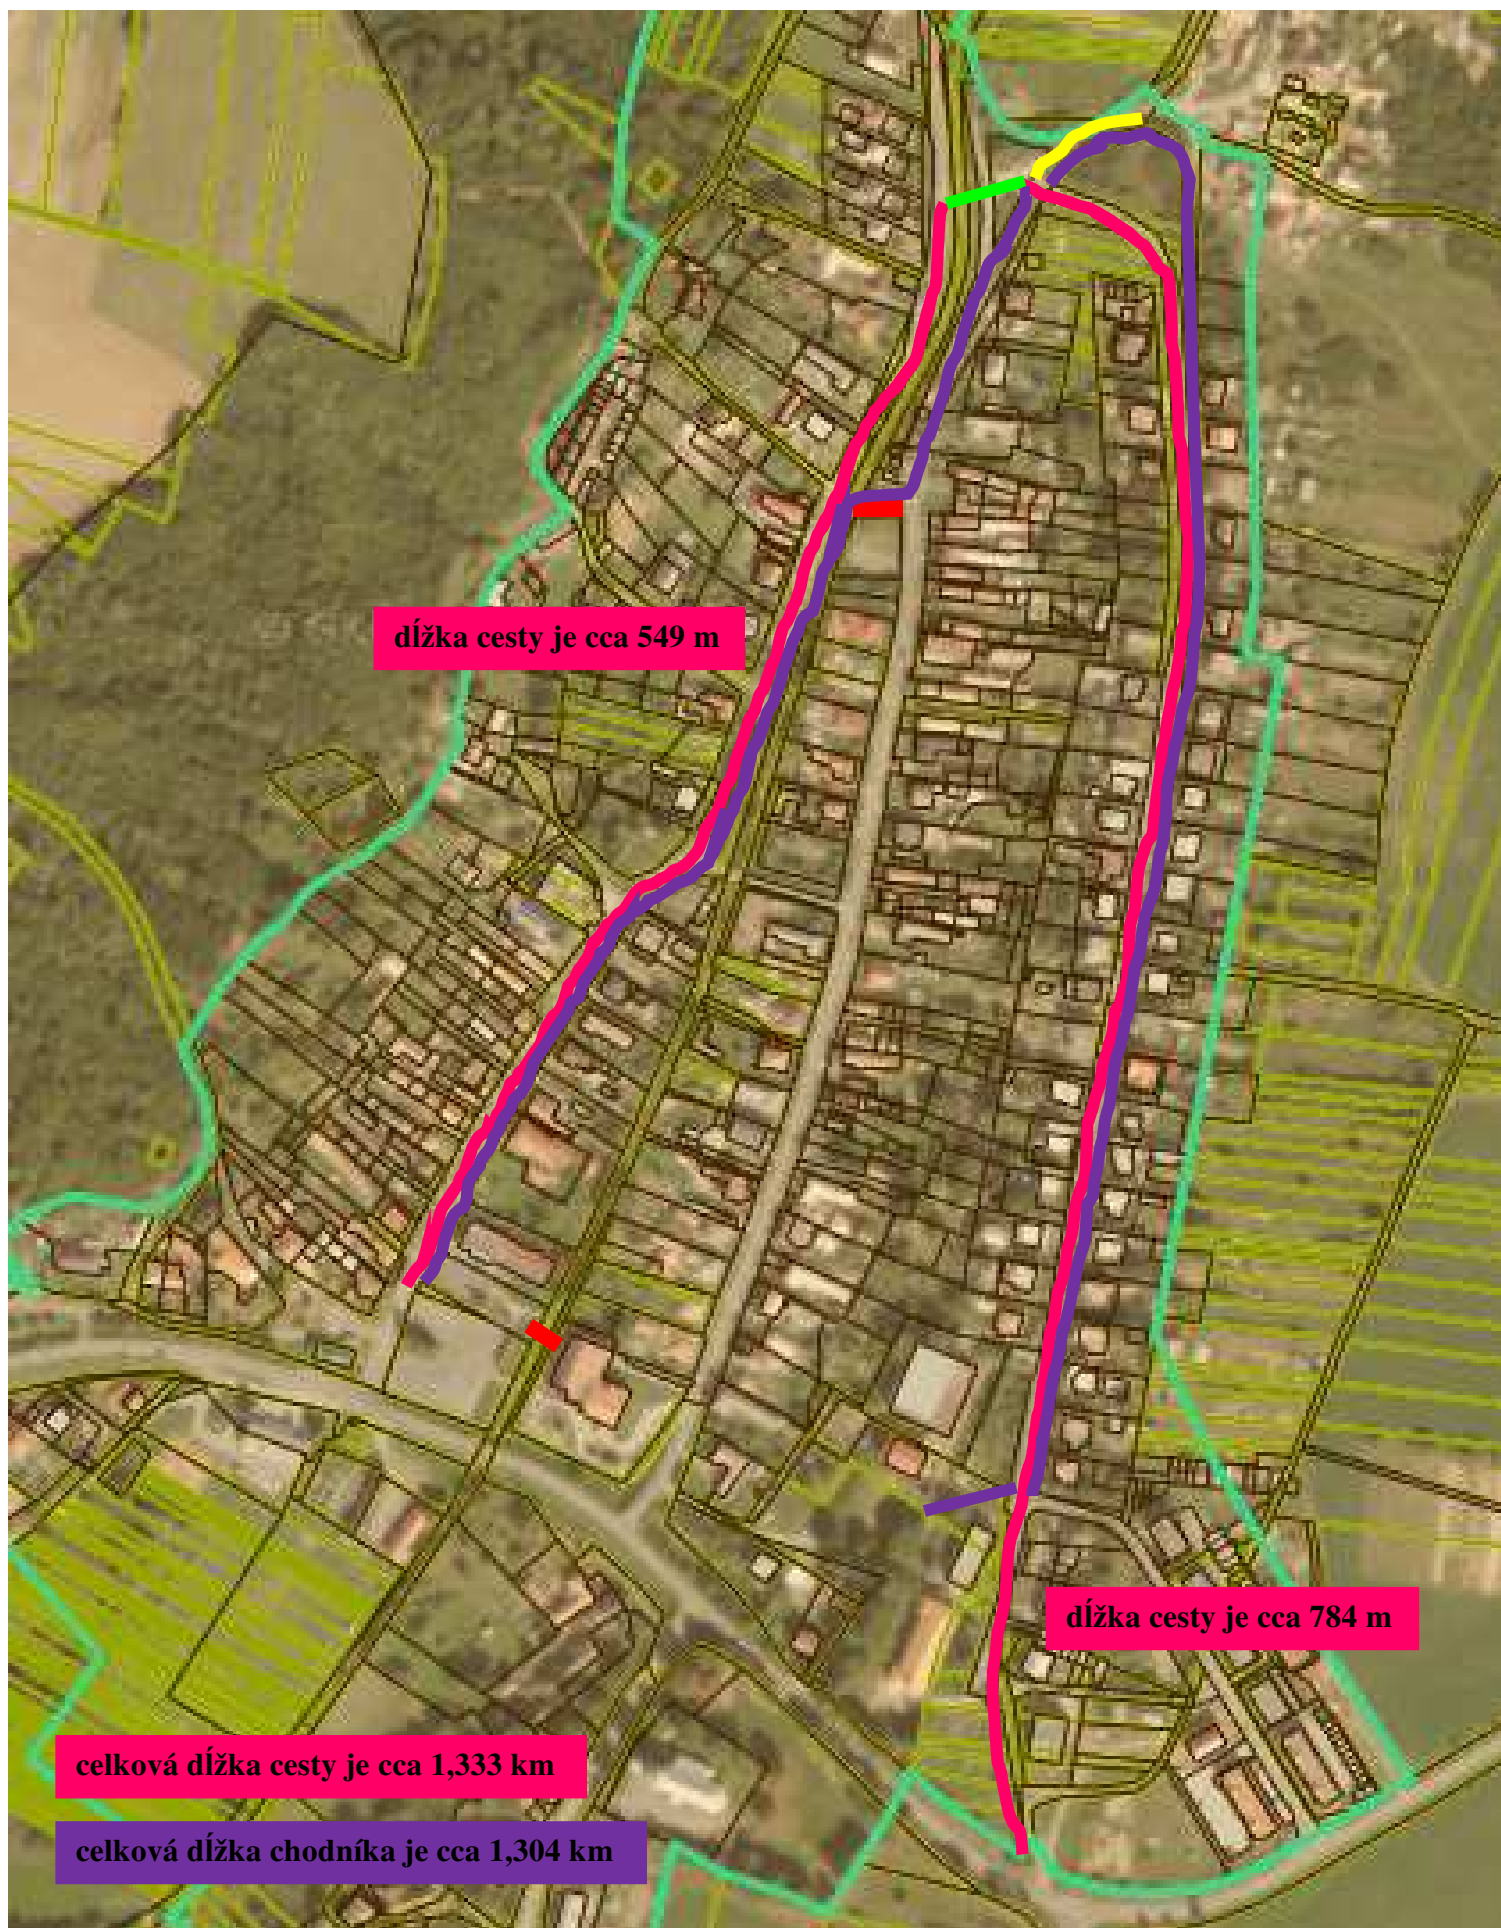 dĺžka cesty je cca 549 m
dĺžka cesty je cca 784 m
celková dĺžka cesty je cca 1,333 km
celková dĺžka chodníka je cca 1,304 km